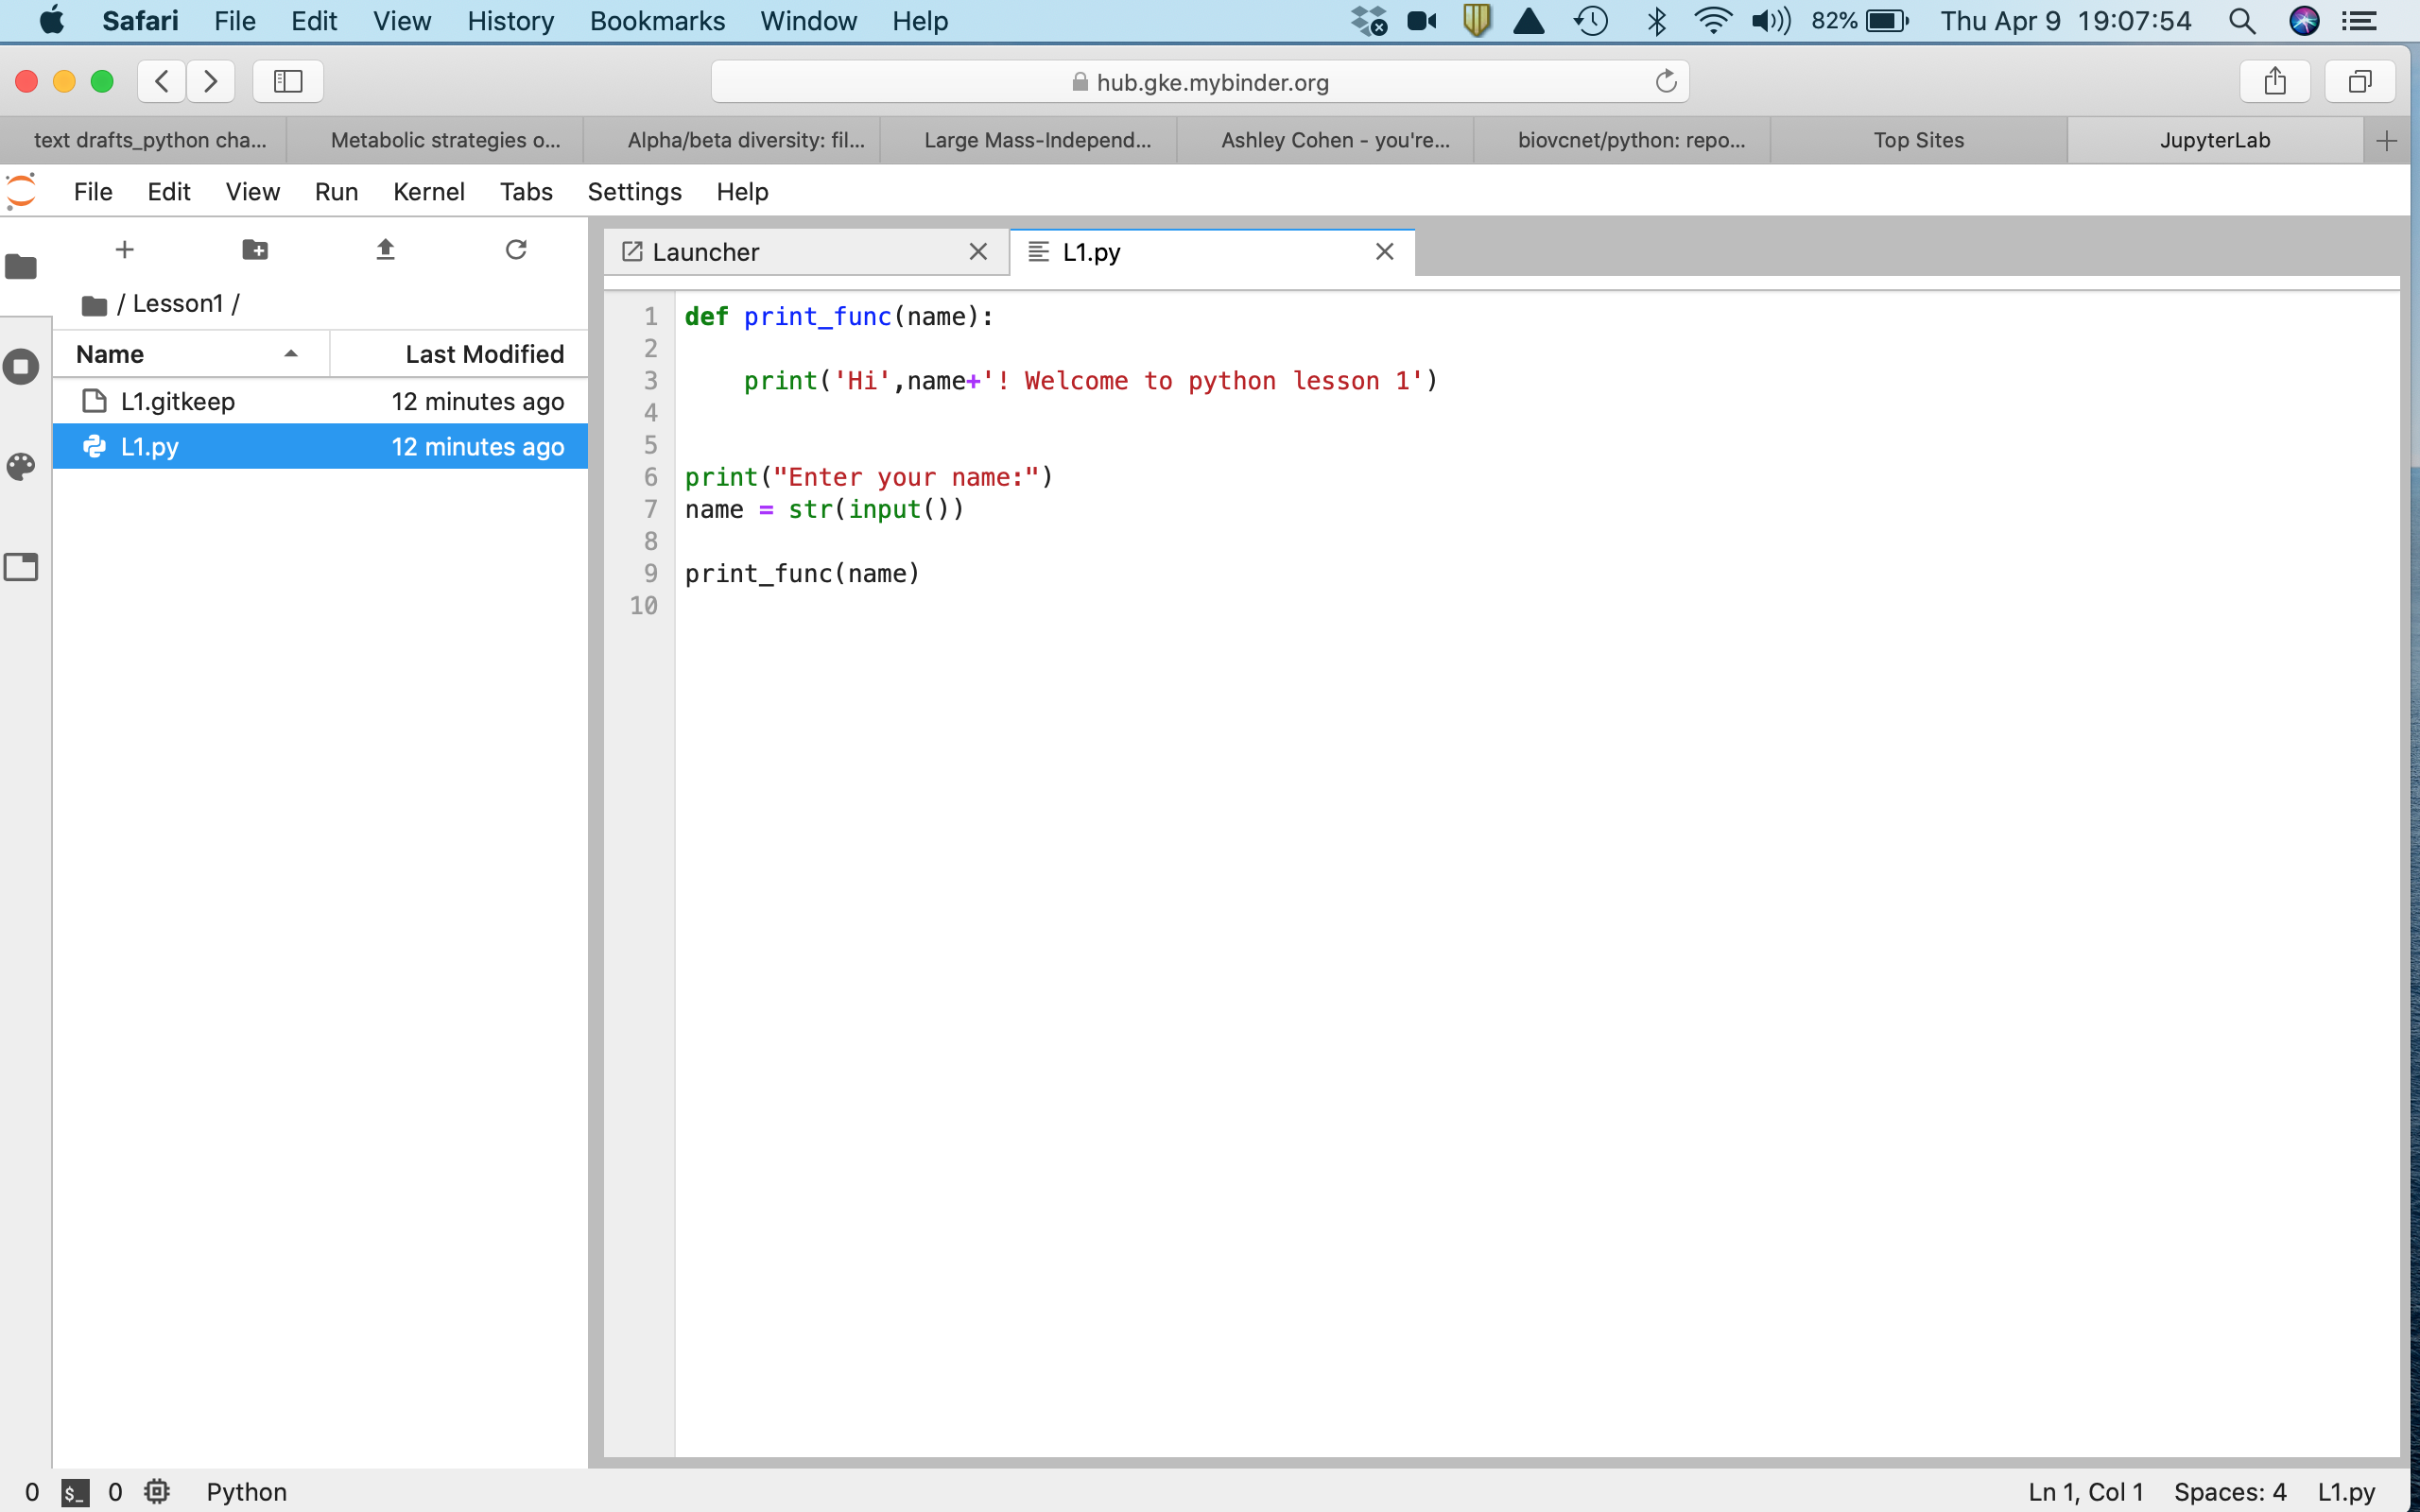 Safari File Edit View History Bookmarks Window Help 82% Thu Apr 9 19:07:54
hub.gke.mybinder.org
text drafts_python cha... Metabolic strategies o... Alpha/beta diversity: fil... Large Mass-Independ... Ashley Cohen - you're... biovcnet/python: repo... Top Sites JupyterLab
File Edit View Run Kernel Tabs Settings Help
Launcher L1.py
/ Lesson1 /
Name Last Modified
L1.gitkeep 12 minutes ago
L1.py 12 minutes ago
1 def print_func(name):
2
3 print('Hi',name+'! Welcome to python lesson 1')
4
5
6 print("Enter your name:")
7 name = str(input())
8
9 print_func(name)
10
0 $_ 0 Python Ln 1, Col 1 Spaces: 4 L1.py